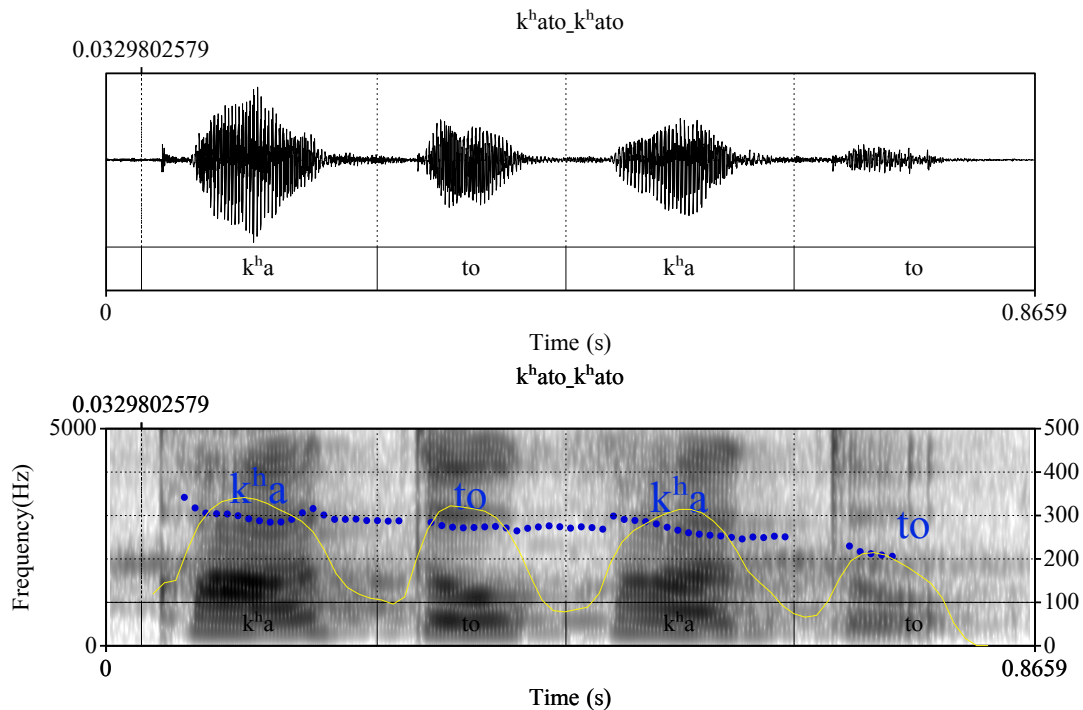 kʰato_kʰato
0.0329802579
kʰa to kʰa to
0 0.8659
Time (s)
kʰato_kʰato
0.0329802579
5000 500
400
kʰa to kʰa
300
to
200
100
kʰa to kʰa to
0 0
Frequency(Hz)
0 0.8659
Time (s)